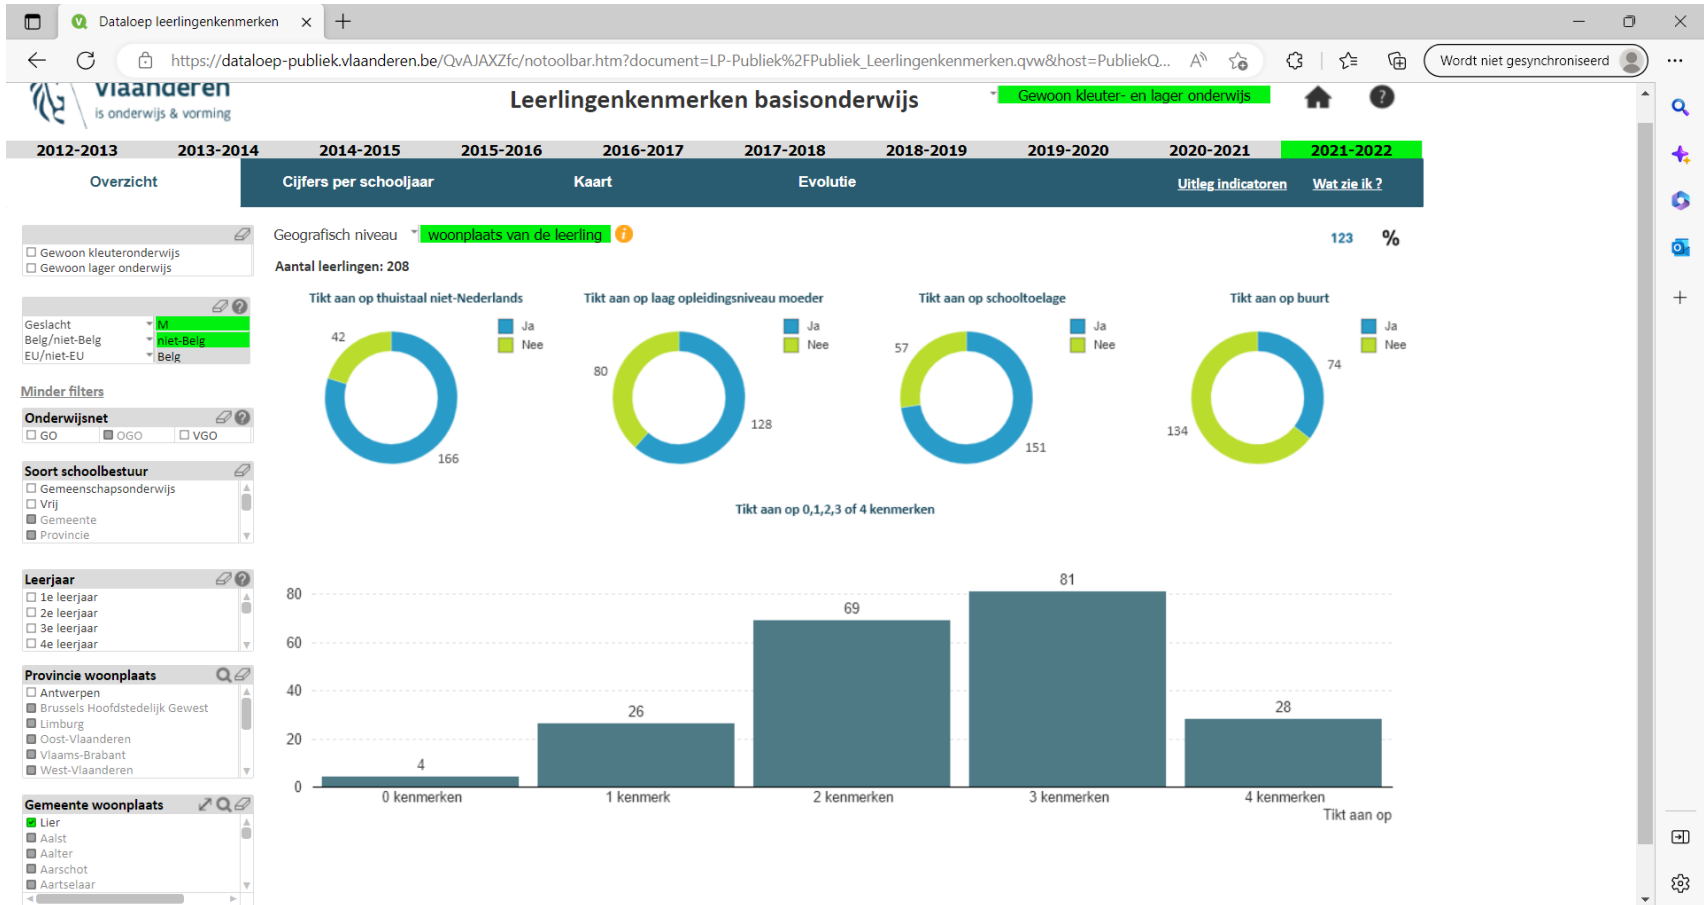 Dataloep leerlingenkenmerken
https://dataloep-publiek.vlaanderen.be/QvAJAXZfc/notoolbar.htm?document=LP-Publiek%2FPubliek_Leerlingenkenmerken.qvw&host=PubliekQ...
Wordt niet gesynchroniseerd
Vlaanderen
is onderwijs & vorming
Leerlingenkenmerken basisonderwijs
Gewoon kleuter- en lager onderwijs
2012-2013 2013-2014 2014-2015 2015-2016 2016-2017 2017-2018 2018-2019 2019-2020 2020-2021 2021-2022
Overzicht Cijfers per schooljaar Kaart Evolutie Uitleg indicatoren Wat zie ik ?
Gewoon kleuteronderwijs
Gewoon lager onderwijs
Geslacht M
Belg/niet-Belg niet-Belg
EU/niet-EU Belg
Minder filters
Onderwijsnet
GO OGO VGO
Soort schoolbestuur
Gemeenschapsonderwijs
Vrij
Gemeente
Provincie
Leerjaar
1e leerjaar
2e leerjaar
3e leerjaar
4e leerjaar
Provincie woonplaats
Antwerpen
Brussels Hoofdstedelijk Gewest
Limburg
Oost-Vlaanderen
Vlaams-Brabant
West-Vlaanderen
Gemeente woonplaats
Lier
Aalst
Aalter
Aarschot
Aartselaar
Geografisch niveau woonplaats van de leerling i
123 %
Aantal leerlingen: 208
Tikt aan op thuistaal niet-Nederlands
Ja
Nee
42
166
Tikt aan op laag opleidingsniveau moeder
Ja
Nee
80
128
Tikt aan op schooltoelage
Ja
Nee
57
151
Tikt aan op buurt
Ja
Nee
74
134
Tikt aan op 0,1,2,3 of 4 kenmerken
80
60
40
20
0
4
26
69
81
28
0 kenmerken 1 kenmerk 2 kenmerken 3 kenmerken 4 kenmerken
Tikt aan op